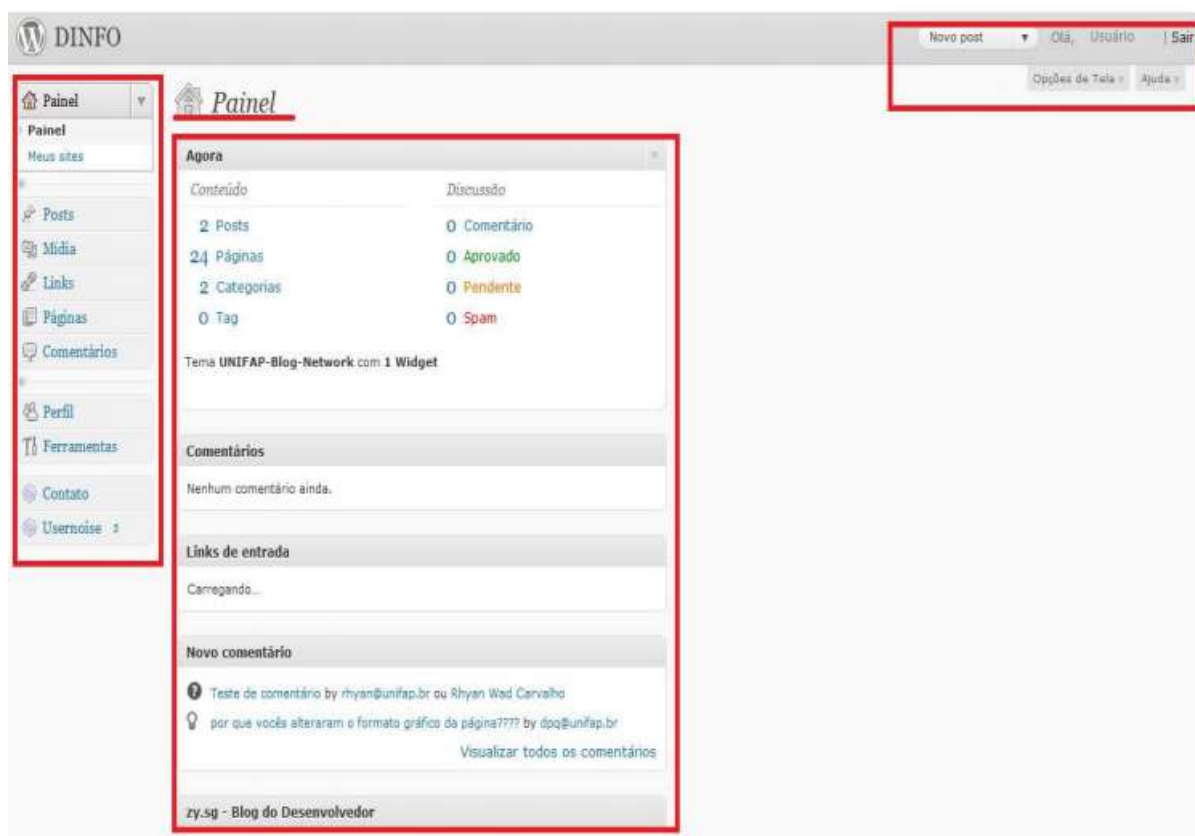 DINFO
Novo post
Olá, Usuário | Sair
Opções de Tela
Ajuda
Painel
Painel
Meus sites
Posts
Mídia
Links
Páginas
Comentários
Perfil
Ferramentas
Contato
Usernoise 2
Painel
Agora
Conteúdo
2 Posts
24 Páginas
2 Categorias
0 Tag
Discussão
0 Comentário
0 Aprovado
0 Pendente
0 Spam
Tema UNIFAP-Blog-Network com 1 Widget
Comentários
Nenhum comentário ainda.
Links de entrada
Carregando...
Novo comentário
Teste de comentário by rhyan@unifap.br ou Rhyan Wad Carvalho
por que vocês alteraram o formato gráfico da página???? by dpq@unifap.br
Visualizar todos os comentários
zy.sg - Blog do Desenvolvedor